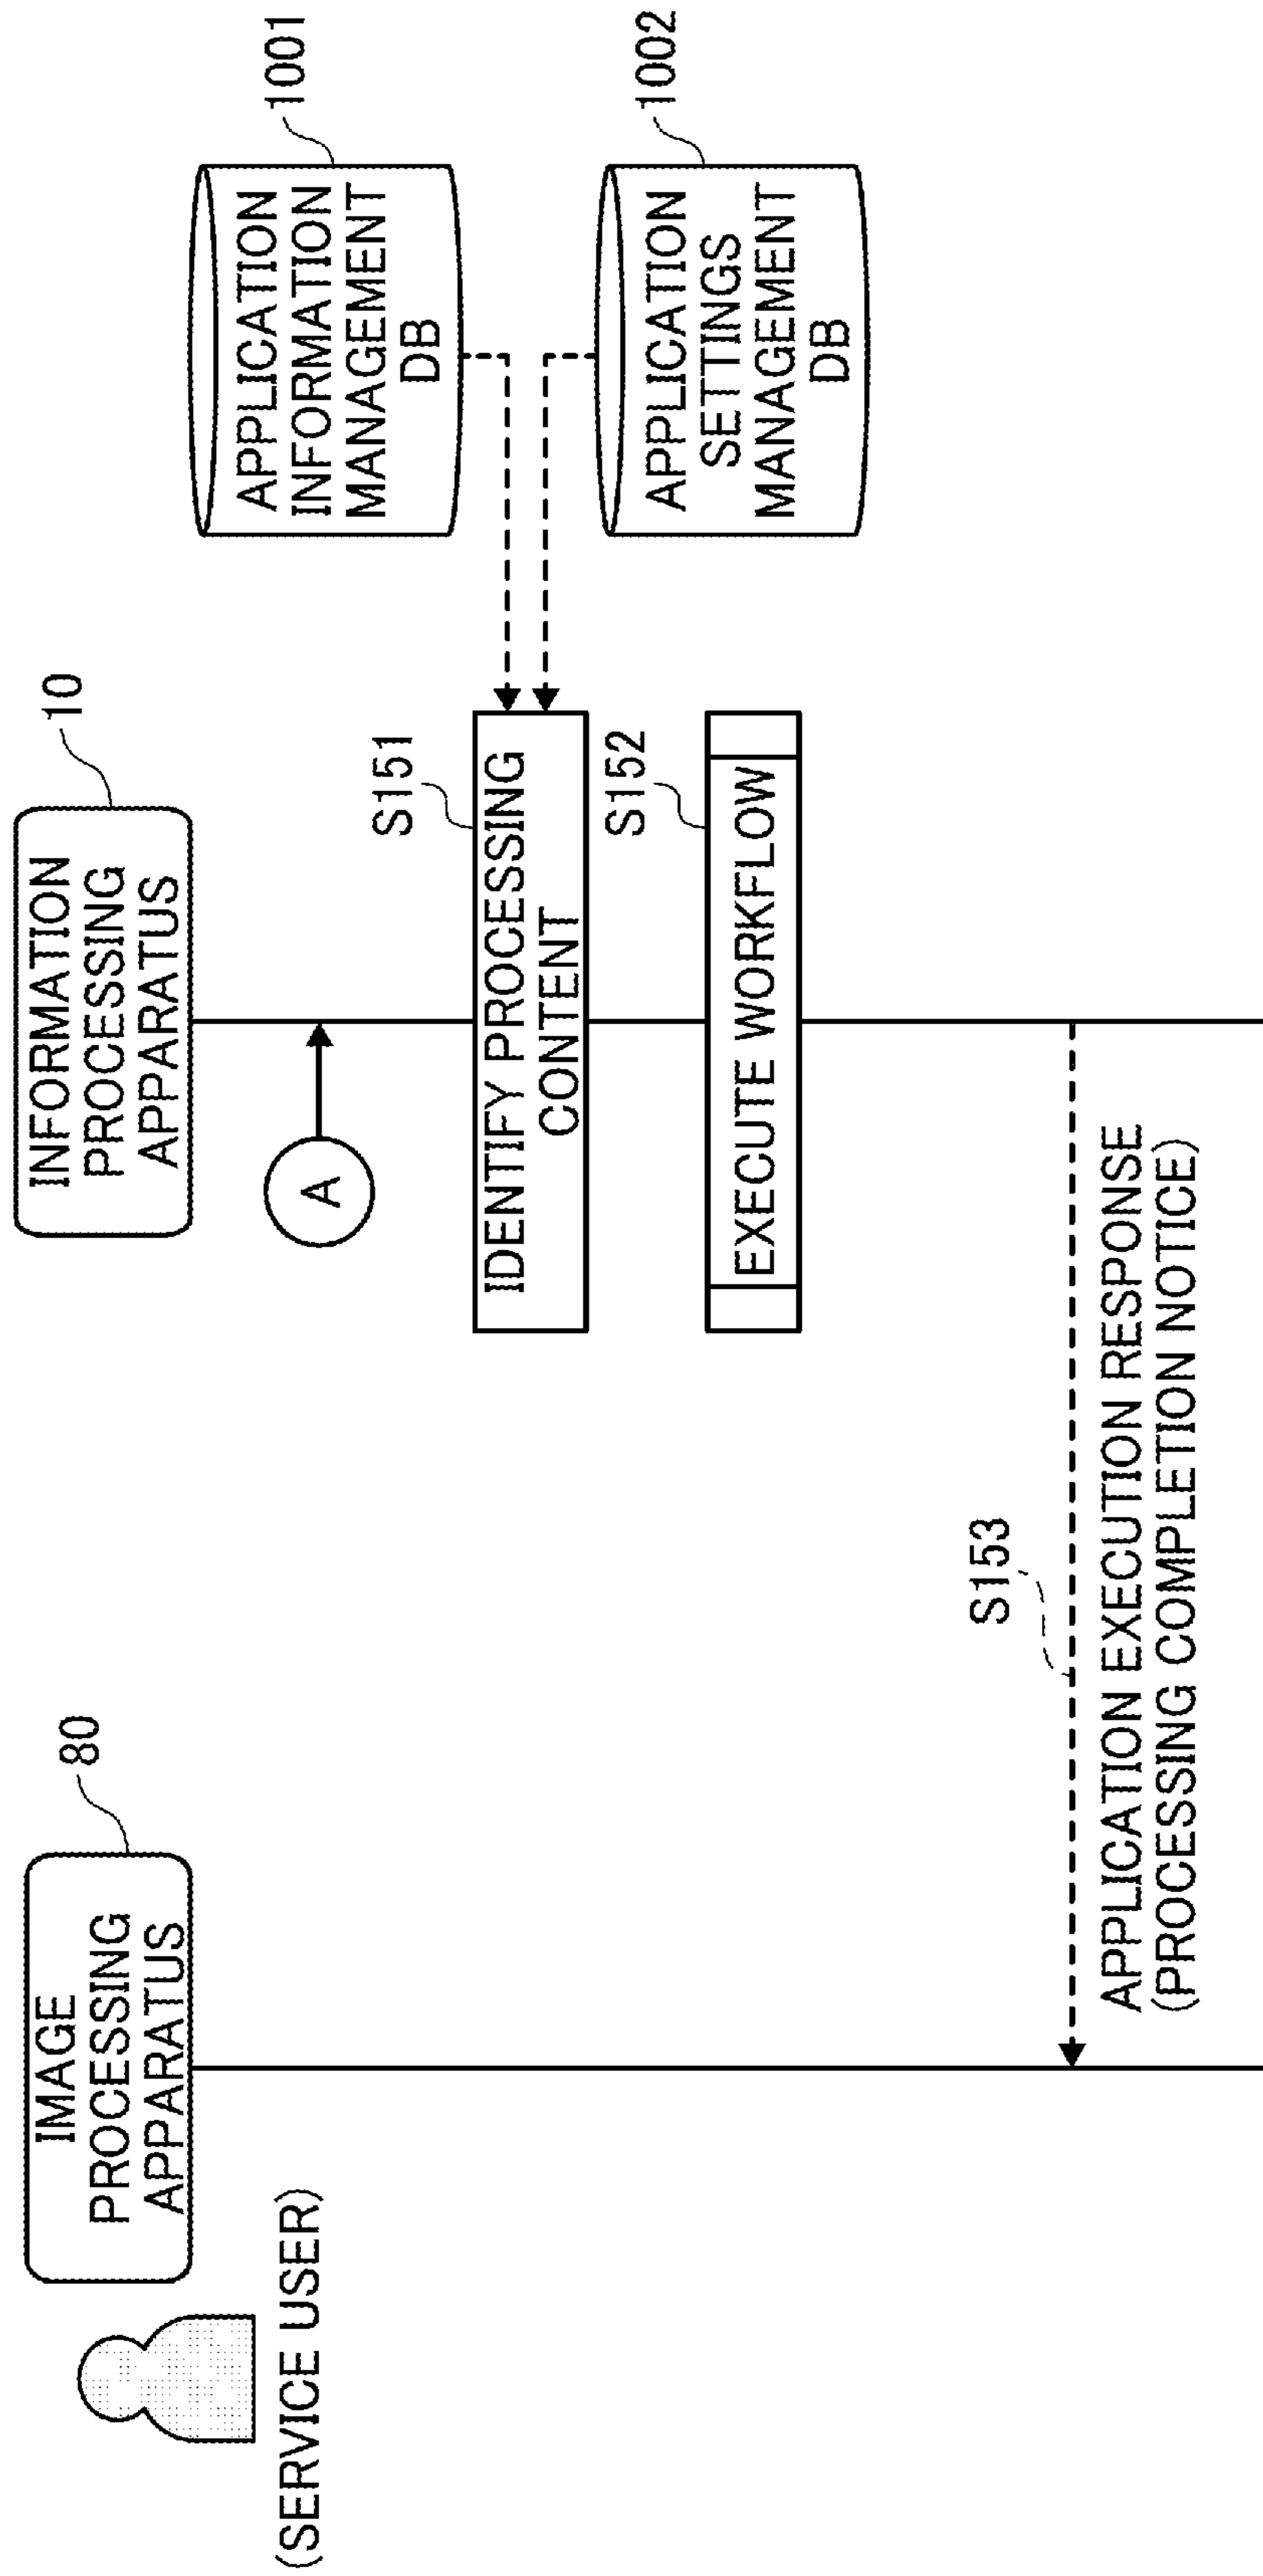 (SERVICE USER)
IMAGE
PROCESSING
APPARATUS
80
INFORMATION
PROCESSING
APPARATUS
10
A
S151
IDENTIFY PROCESSING
CONTENT
APPLICATION
INFORMATION
MANAGEMENT
DB
1001
S152
EXECUTE WORKFLOW
APPLICATION
SETTINGS
MANAGEMENT
DB
1002
S153
APPLICATION EXECUTION RESPONSE
(PROCESSING COMPLETION NOTICE)